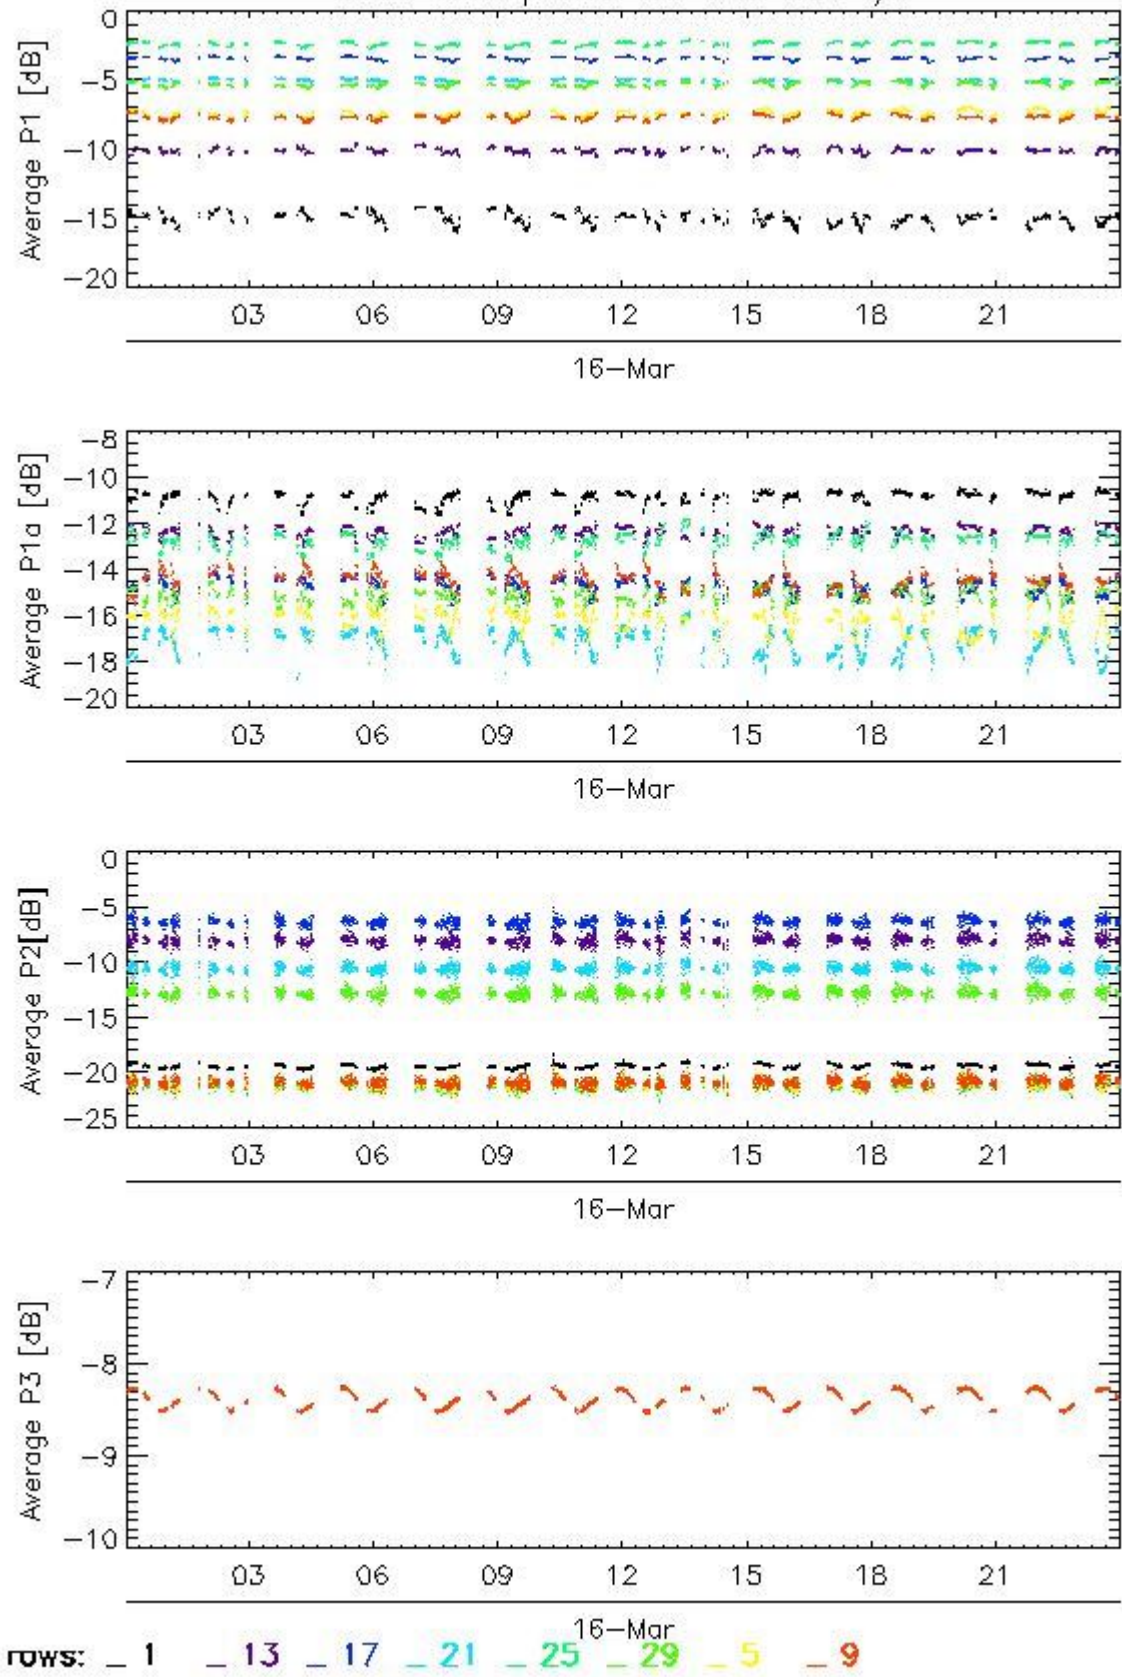 Average P1 [dB]
0
−5
−10
−15
−20
03 06 09 12 15 18 21
16−Mar
Average P1a [dB]
−8
−10
−12
−14
−16
−18
−20
03 06 09 12 15 18 21
16−Mar
Average P2[dB]
0
−5
−10
−15
−20
−25
03 06 09 12 15 18 21
16−Mar
Average P3 [dB]
−7
−8
−9
−10
03 06 09 12 15 18 21
16−Mar
rows: _ 1 _ 13 _ 17 _ 21 _ 25 _ 29 _ 5 _ 9